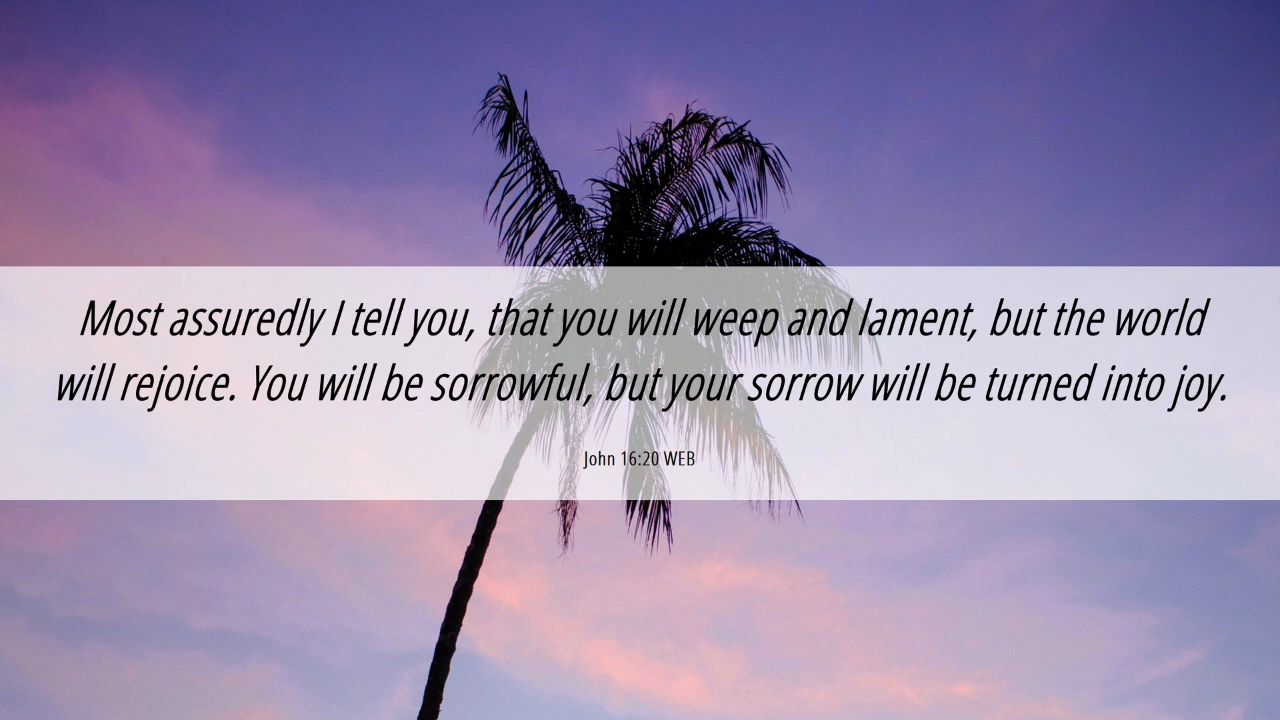 Most assuredly I tell you, that you will weep and lament, but the world
will rejoice. You will be sorrowful, but your sorrow will be turned into joy.
John 16:20 WEB